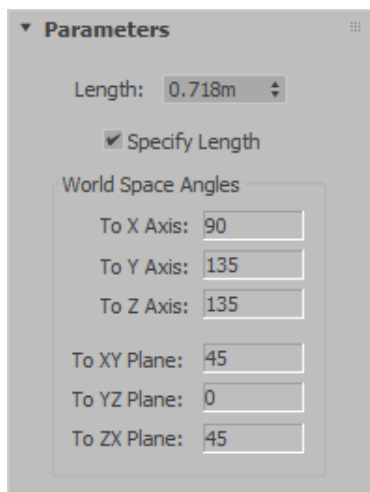 Parameters
Length: 0.718m
Specify Length
World Space Angles
To X Axis: 90
To Y Axis: 135
To Z Axis: 135
To XY Plane: 45
To YZ Plane: 0
To ZX Plane: 45